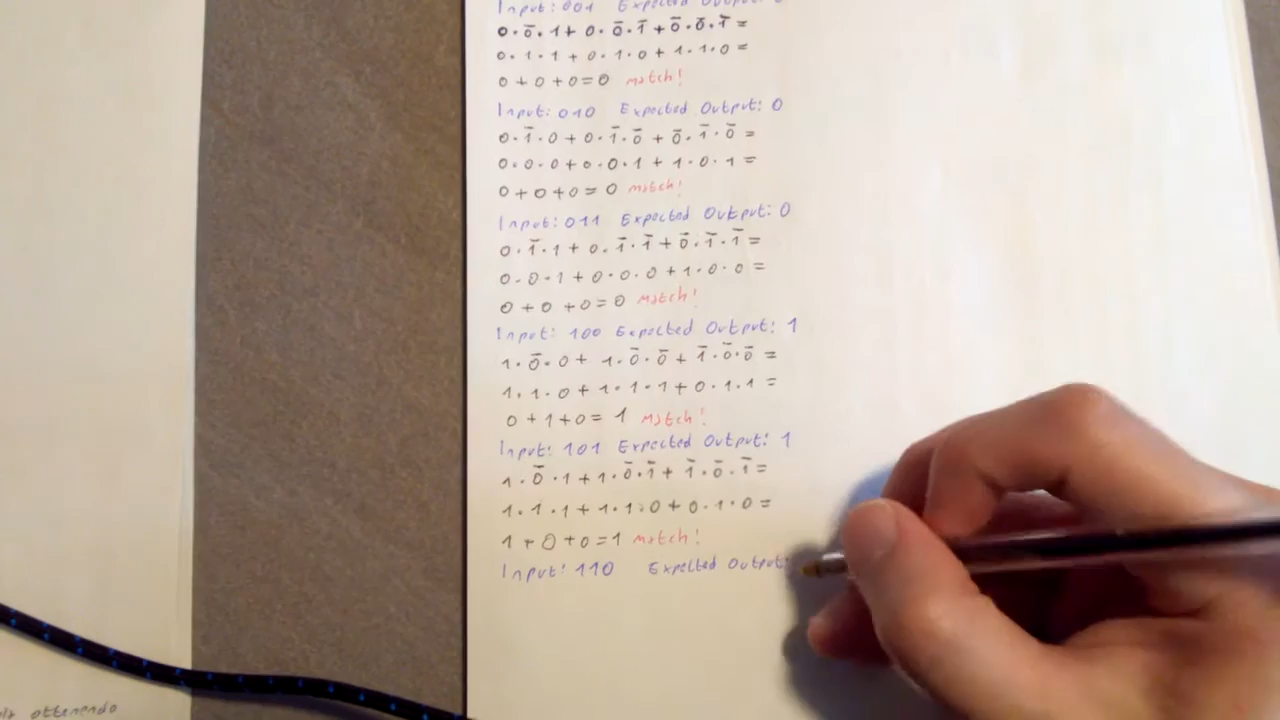 Input: 001 Expected Output:
0·0̅·1+ 0·0̅·1̅ +0̅·0̅·1̅ =
0·1·1 + 0·1·0 + 1·1·0 =
0 + 0 + 0 = 0 match!
Input: 010 Expected Output: 0
0·1̅·0 + 0·1̅·0̅ + 0̅·1̅·0̅ =
0·0·0 + 0·0·1 + 1·0·1 =
0 + 0 + 0 = 0 match!
Input: 011 Expected Output: 0
0·1̅·1 + 0·1̅·1̅ + 0̅·1̅·1̅ =
0·0·1 + 0·0·0 + 1·0·0 =
0 + 0 + 0 = 0 match!
Input: 100 Expected Output: 1
1·0̅·0 + 1·0̅·0̅ + 1̅·0̅·0̅ =
1·1·0 + 1·1·1 + 0·1·1 =
0 + 1 + 0 = 1 match!
Input: 101 Expected Output: 1
1·0̅·1 + 1·0̅·1̅ + 1̅·0̅·1̅ =
1·1·1 + 1·1·0 + 0·1·0 =
1 + 0 + 0 = 1 match!
Input: 110 Expected Output:
ottenendo